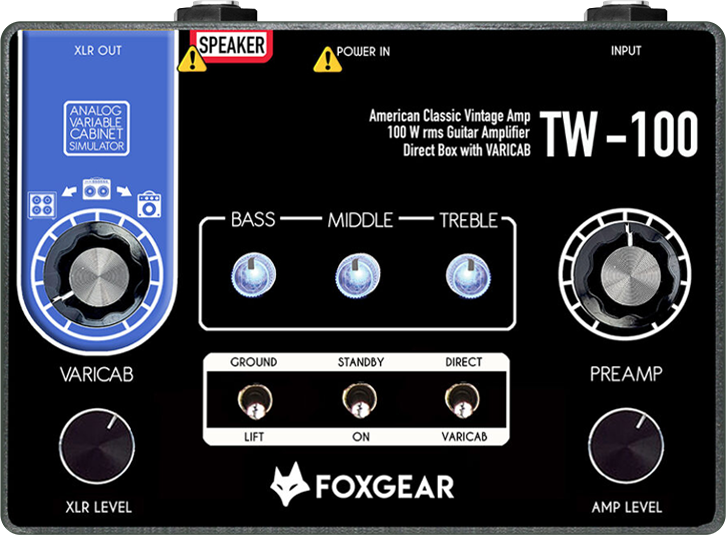 XLR OUT
SPEAKER
POWER IN
INPUT
ANALOG
VARIABLE
CABINET
SIMULATOR
American Classic Vintage Amp
100 W rms Guitar Amplifier
Direct Box with VARICAB
TW-100
BASS
MIDDLE
TREBLE
VARICAB
PREAMP
GROUND
STANDBY
DIRECT
LIFT
ON
VARICAB
XLR LEVEL
AMP LEVEL
FOXGEAR